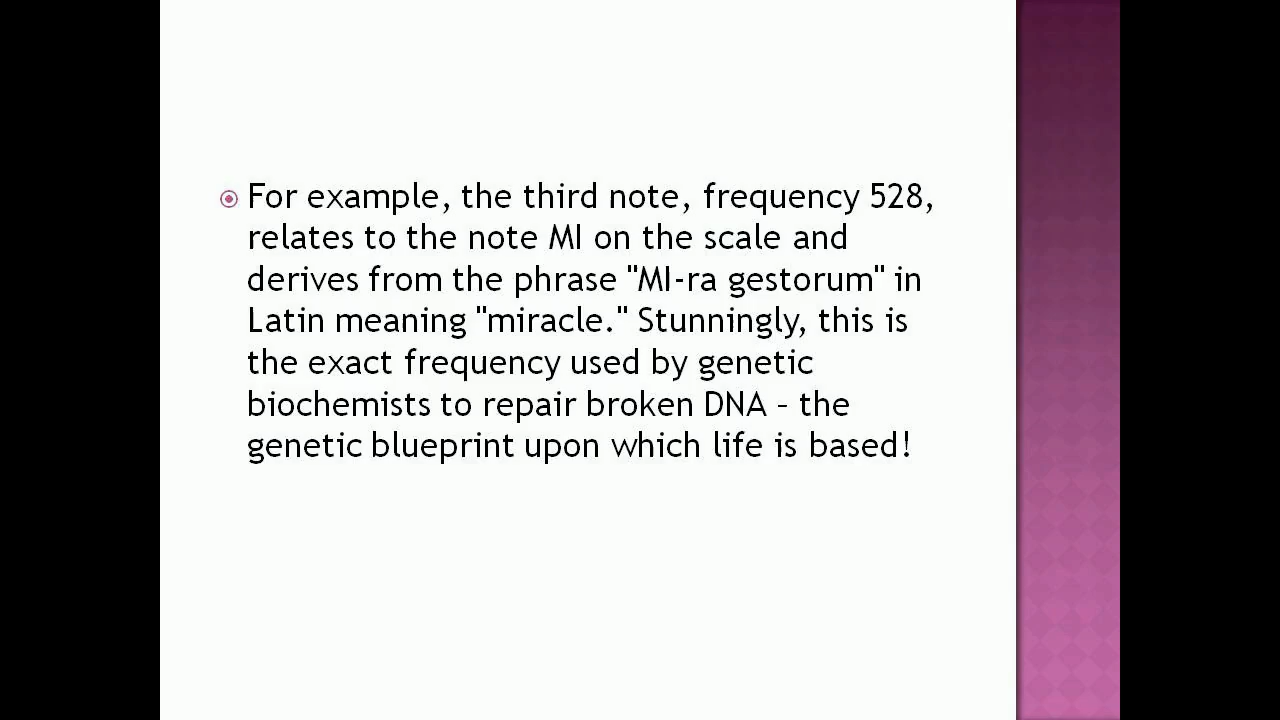 For example, the third note, frequency 528,
relates to the note MI on the scale and
derives from the phrase "MI-ra gestorum" in
Latin meaning "miracle." Stunningly, this is
the exact frequency used by genetic
biochemists to repair broken DNA – the
genetic blueprint upon which life is based!